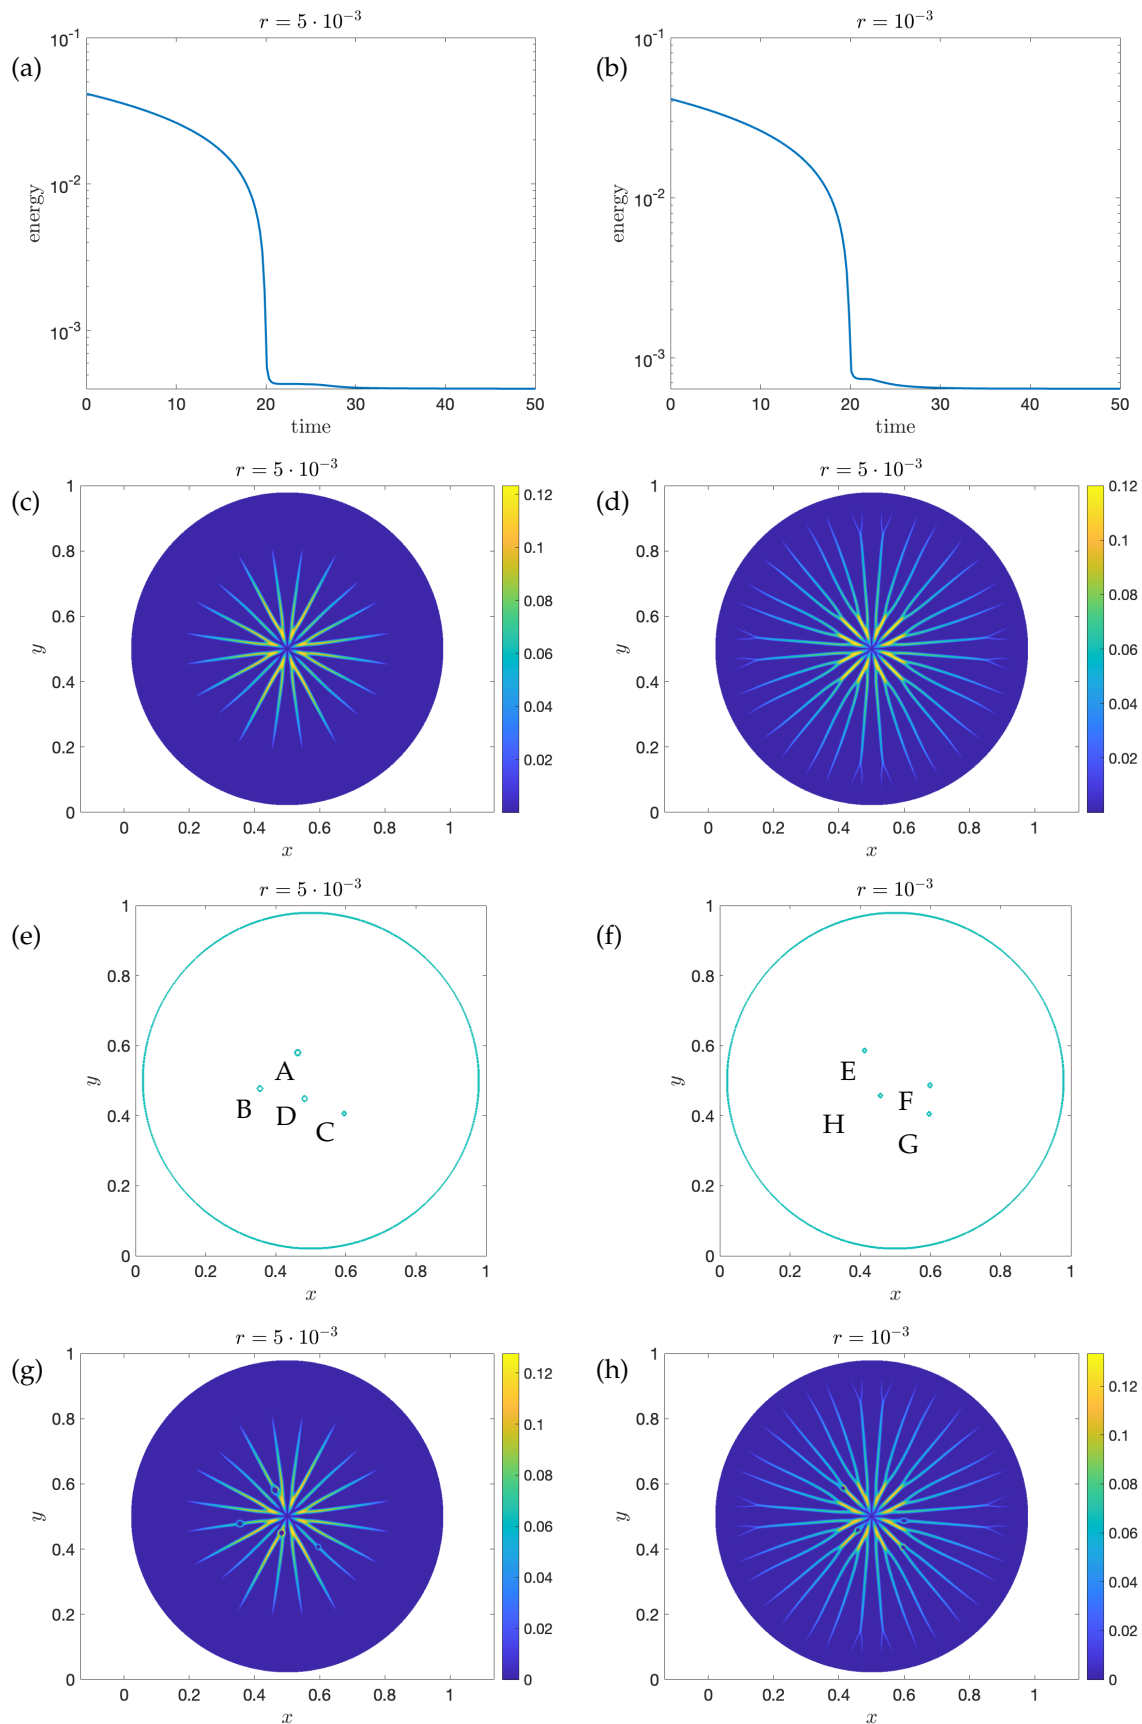 r = 5 · 10⁻³
r = 10⁻³
(a)
(b)
10⁻¹
10⁻²
10⁻³
energy
0 10 20 30 40 50
time
10⁻¹
10⁻²
10⁻³
energy
0 10 20 30 40 50
time
r = 5 · 10⁻³
r = 5 · 10⁻³
(c)
(d)
1
0.8
0.6
0.4
0.2
0
y
0 0.2 0.4 0.6 0.8 1
x
0.12
0.1
0.08
0.06
0.04
0.02
1
0.8
0.6
0.4
0.2
0
y
0 0.2 0.4 0.6 0.8 1
x
0.12
0.1
0.08
0.06
0.04
0.02
r = 5 · 10⁻³
r = 10⁻³
(e)
(f)
1
0.8
0.6
0.4
0.2
0
y
A
B
D
C
0 0.2 0.4 0.6 0.8 1
x
1
0.8
0.6
0.4
0.2
0
y
E
F
H
G
0 0.2 0.4 0.6 0.8 1
x
r = 5 · 10⁻³
r = 10⁻³
(g)
(h)
1
0.8
0.6
0.4
0.2
0
y
0 0.2 0.4 0.6 0.8 1
x
0.12
0.1
0.08
0.06
0.04
0.02
0
1
0.8
0.6
0.4
0.2
0
y
0 0.2 0.4 0.6 0.8 1
x
0.12
0.1
0.08
0.06
0.04
0.02
0